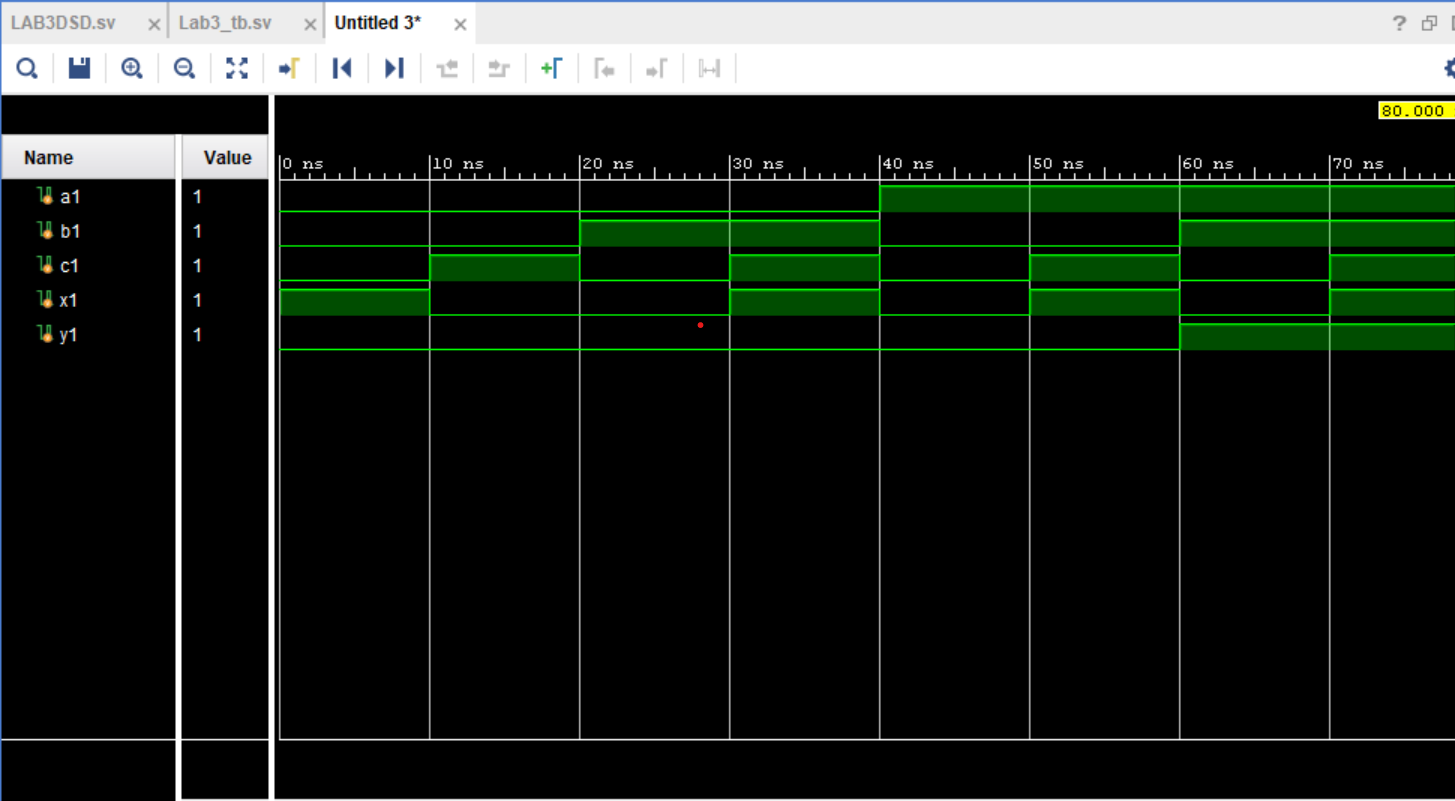 LAB3DSD.sv Lab3_tb.sv Untitled 3*
80.000
Name Value
0 ns 10 ns 20 ns 30 ns 40 ns 50 ns 60 ns 70 ns
a1 1
b1 1
c1 1
x1 1
y1 1